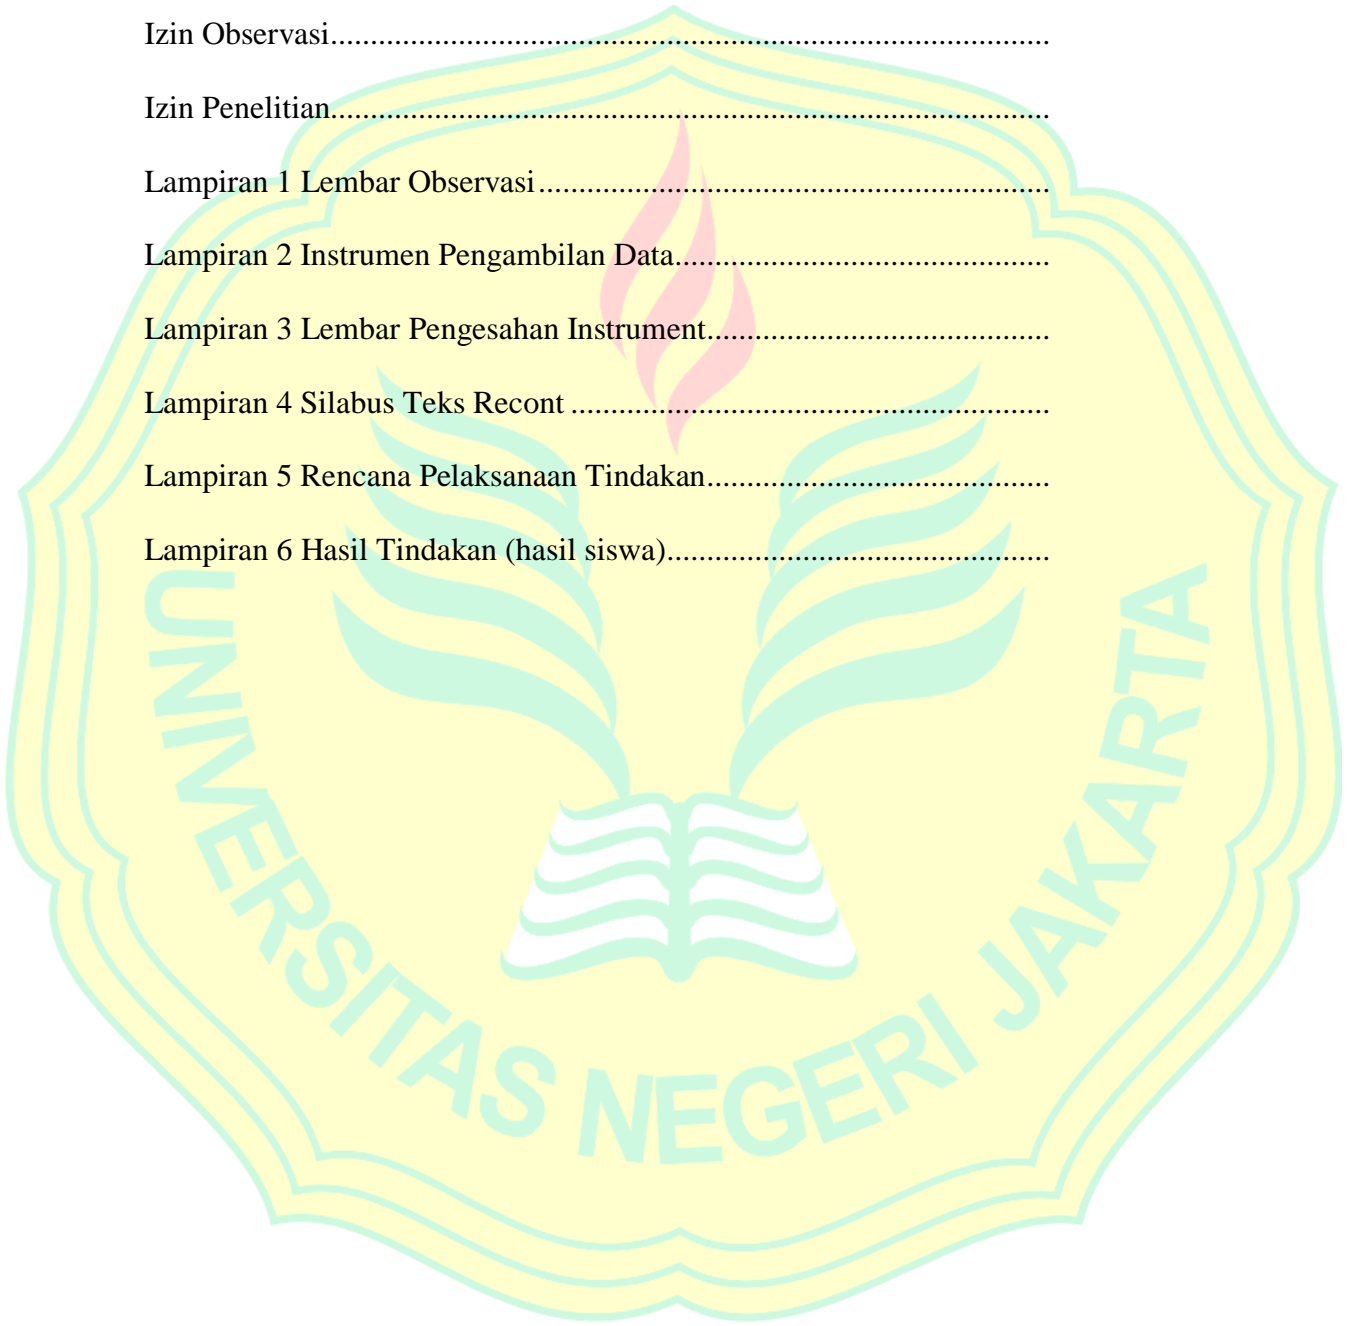 Izin Observasi..........................................................................................
Izin Penelitian..........................................................................................
Lampiran 1 Lembar Observasi................................................................
Lampiran 2 Instrumen Pengambilan Data...............................................
Lampiran 3 Lembar Pengesahan Instrument...........................................
Lampiran 4 Silabus Teks Recont ............................................................
Lampiran 5 Rencana Pelaksanaan Tindakan...........................................
Lampiran 6 Hasil Tindakan (hasil siswa)................................................
UNIVERSITAS NEGERI JAKARTA